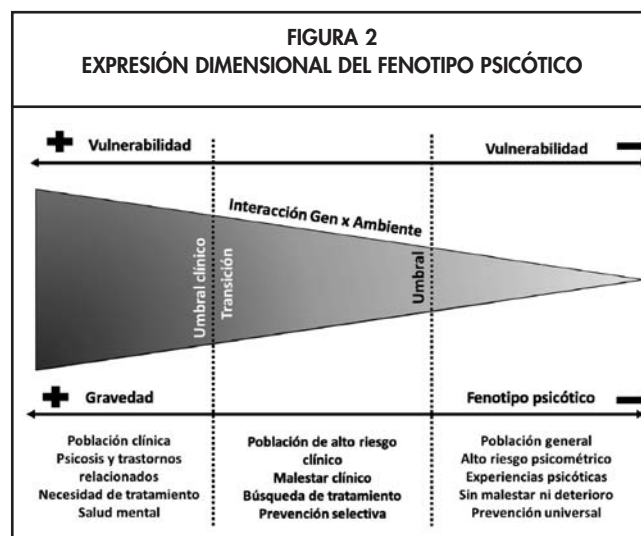 FIGURA 2
EXPRESIÓN DIMENSIONAL DEL FENOTIPO PSICÓTICO
+ Vulnerabilidad
Vulnerabilidad −
Interacción Gen x Ambiente
Umbral clínico
Transición
Umbral
+ Gravedad
Fenotipo psicótico −
Población clínica
Psicosis y trastornos
relacionados
Necesidad de tratamiento
Salud mental
Población de alto riesgo
clínico
Malestar clínico
Búsqueda de tratamiento
Prevención selectiva
Población general
Alto riesgo psicométrico
Experiencias psicóticas
Sin malestar ni deterioro
Prevención universal